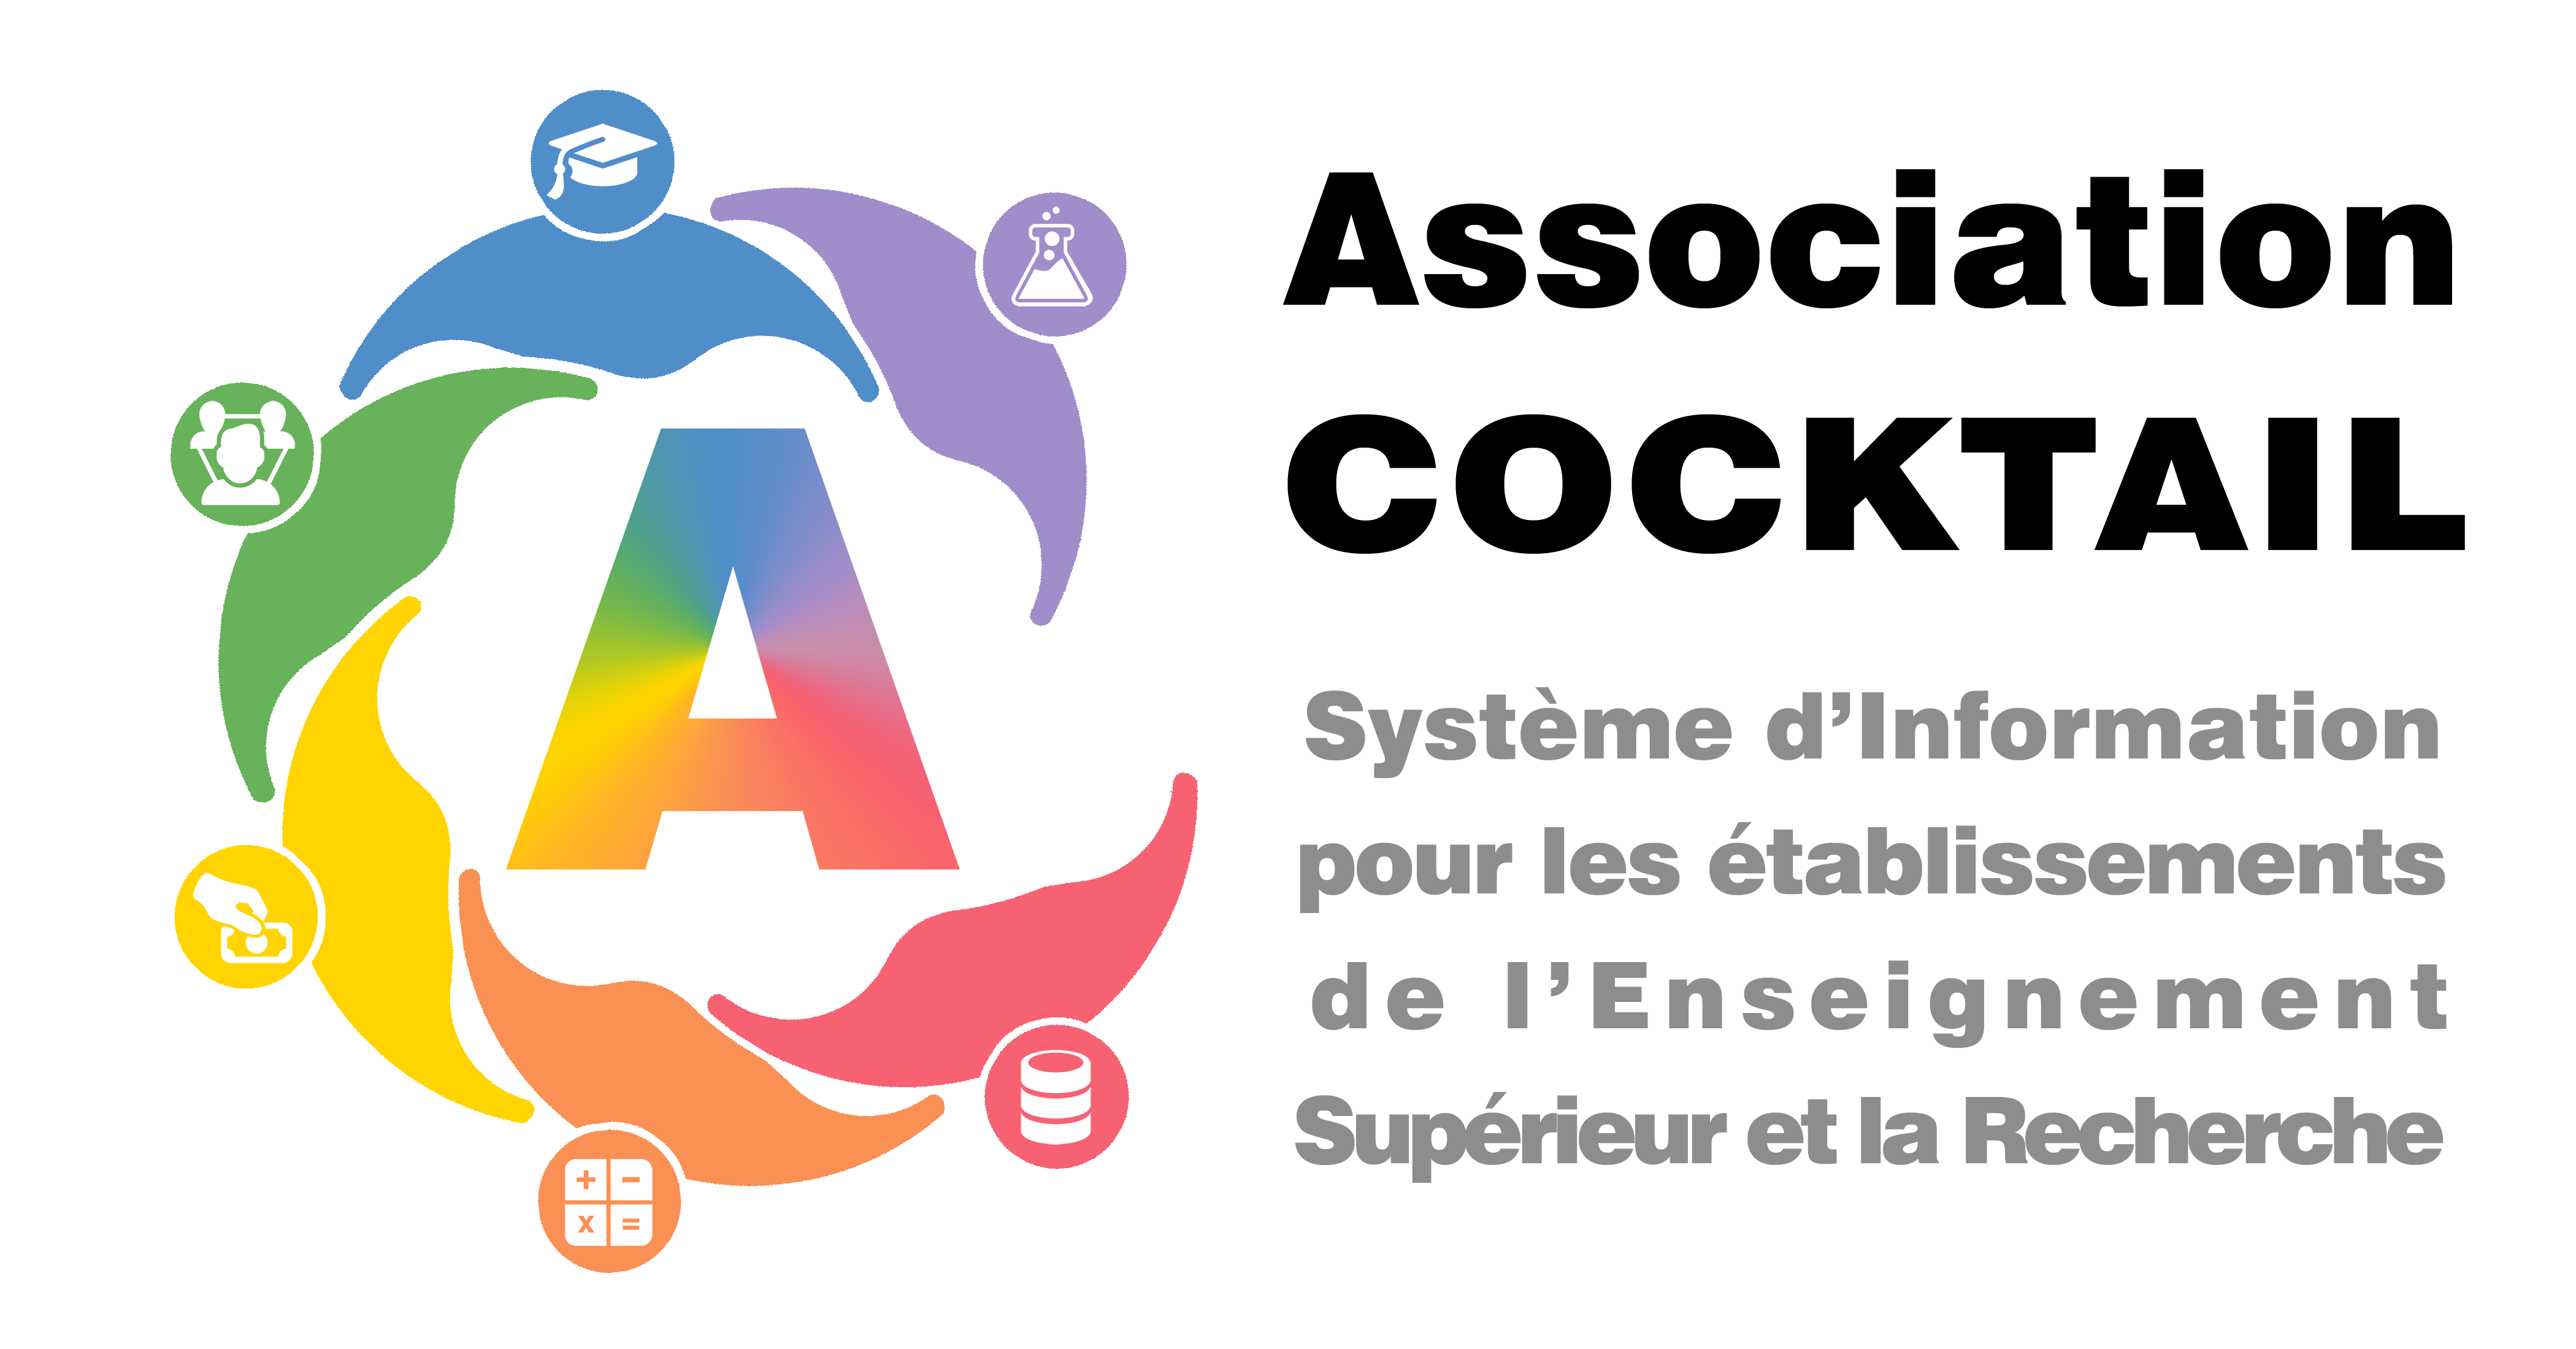 A
+ -
x =
Association
COCKTAIL
Système d’Information
pour les établissements
de l’Enseignement
Supérieur et la Recherche